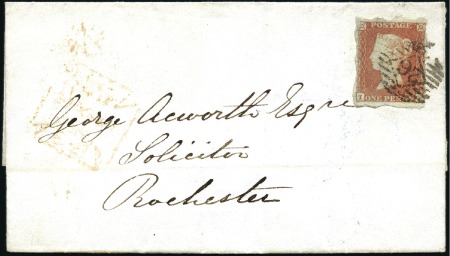 POSTAGE
ONE PENNY
George Acworth Esqre
Solicitor
Rochester